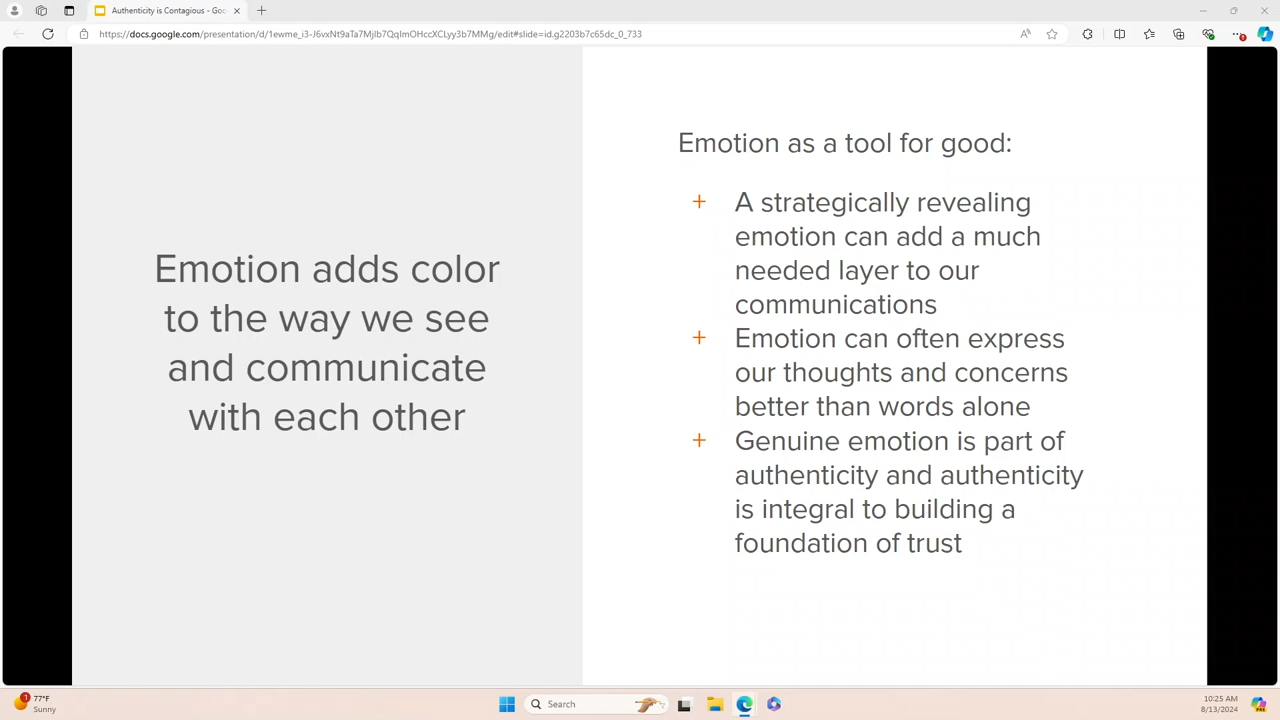 Authenticity is Contagious - Goo
https://docs.google.com/presentation/d/1ewme_i3-J6vxNt9aTa7MjIb7QqImOHccXCLyy3b7MMg/edit#slide=id.g2203b7c65dc_0_733
Emotion adds color
to the way we see
and communicate
with each other
Emotion as a tool for good:
+ A strategically revealing
emotion can add a much
needed layer to our
communications
+ Emotion can often express
our thoughts and concerns
better than words alone
+ Genuine emotion is part of
authenticity and authenticity
is integral to building a
foundation of trust
1
77°F
Sunny
Search
10:25 AM
8/13/2024